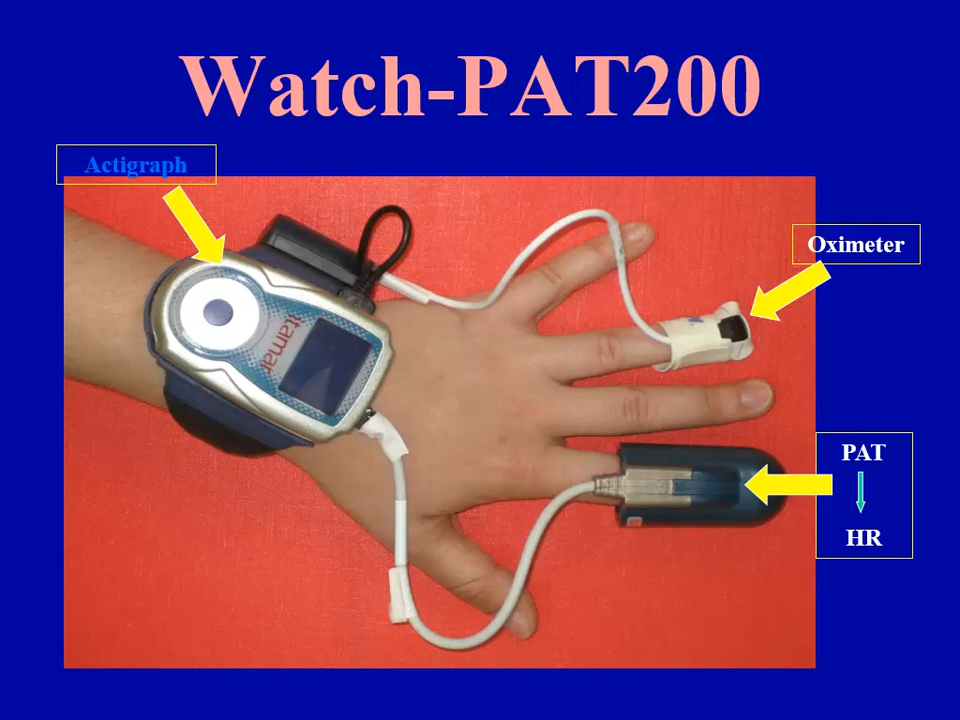 Watch-PAT200
Actigraph
Oximeter
itamar
PAT
HR